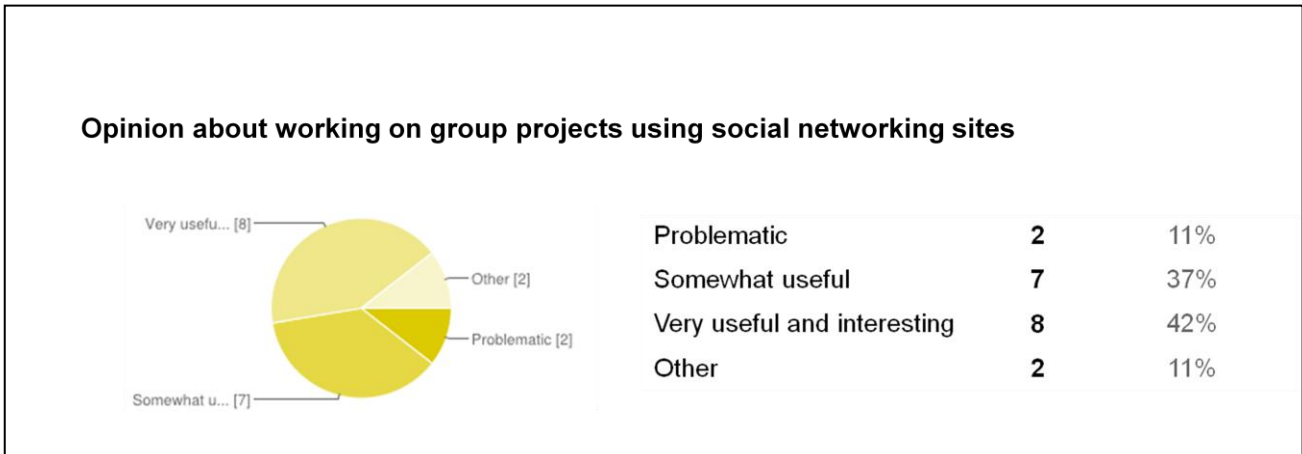 Opinion about working on group projects using social networking sites
Very usefu... [8]
Other [2]
Problematic [2]
Somewhat u... [7]
Problematic 2 11%
Somewhat useful 7 37%
Very useful and interesting 8 42%
Other 2 11%